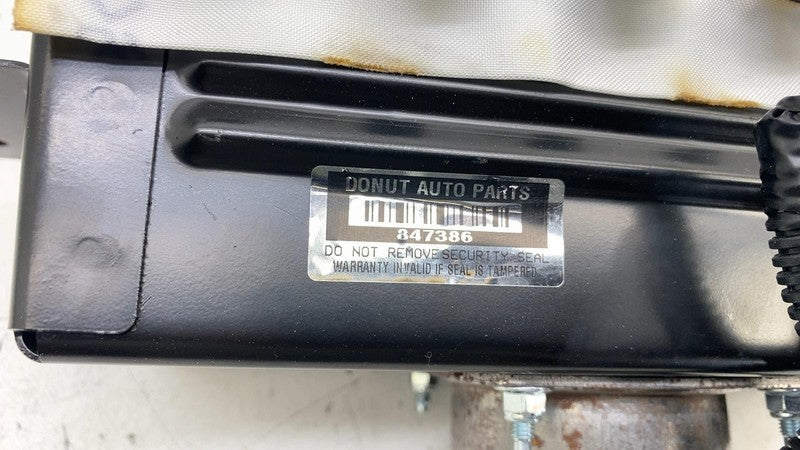 DONUT AUTO PARTS
847386
DO NOT REMOVE SECURITY SEAL
WARRANTY INVALID IF SEAL IS TAMPERED